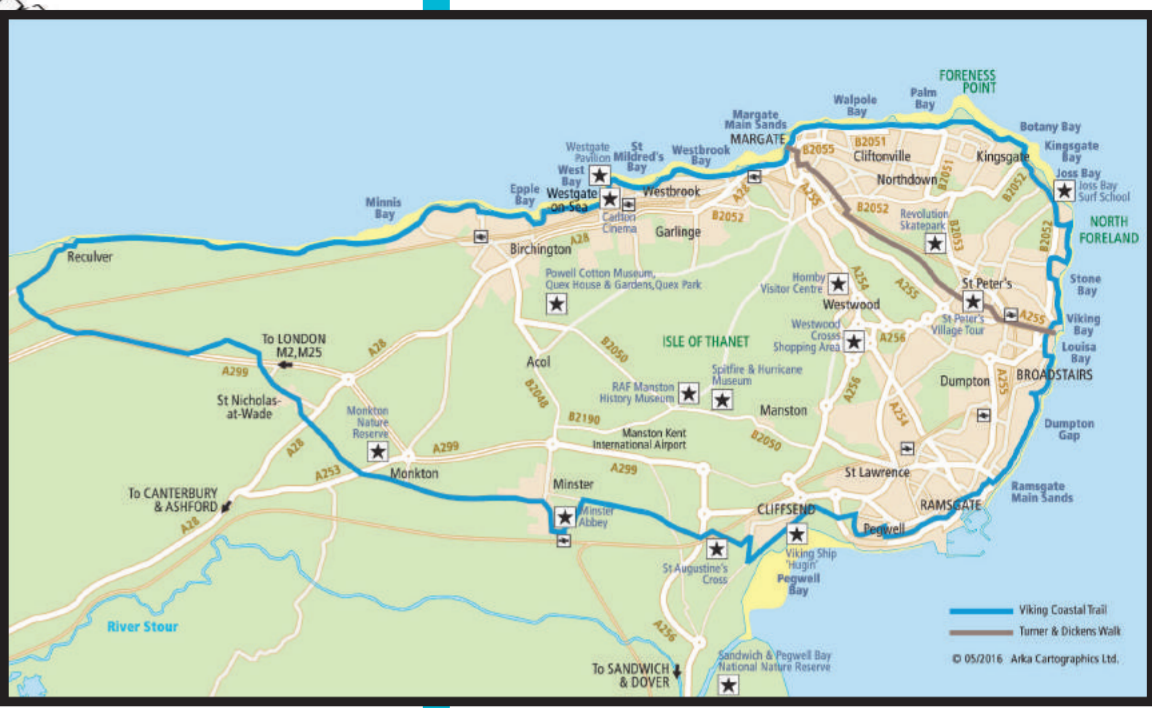 FORENESS
POINT
Palm
Bay
Walpole
Bay
Margate
Main Sands
MARGATE
Botany Bay
B2051
B2055
Cliftonville
Kingsgate
Kingsgate
Bay
Westgate
Pavilion
St
Mildred's
Bay
Westbrook
Bay
West
Bay
Westgate
on-Sea
Westbrook
A28
A255
Northdown
B2051
B2052
Joss Bay
Joss Bay
Surf School
Epple
Bay
Minnis
Bay
Carlton
Cinema
B2052
B2052
Revolution
Skatepark
B2053
B2052
NORTH
FORELAND
Garlinge
A28
Birchington
Reculver
Powell Cotton Museum,
Quex House & Gardens,Quex Park
Hornby
Visitor Centre
A254
A255
St Peter's
Stone
Bay
Westwood
St Peter's
Village Tour
A255
Viking
Bay
Westwood
Crosss
Shopping Area
A256
ISLE OF THANET
To LONDON
M2,M25
A28
B2050
Louisa
Bay
BROADSTAIRS
Acol
A299
Spitfire & Hurricane
Museum
RAF Manston
History Museum
Dumpton
A255
A256
St Nicholas-
at-Wade
B2048
Monkton
Nature
Reserve
B2190
Manston
A254
Dumpton
Gap
Manston Kent
International Airport
B2050
A28
A299
A299
A253
Monkton
St Lawrence
Minster
Ramsgate
Main Sands
To CANTERBURY
& ASHFORD
A28
Minster
Abbey
CLIFFSEND
RAMSGATE
Pegwell
Viking Ship
'Hugin'
St Augustine's
Cross
Pegwell
Bay
River Stour
A256
Viking Coastal Trail
Turner & Dickens Walk
© 05/2016 Arka Cartographics Ltd.
To SANDWICH
& DOVER
Sandwich & Pegwell Bay
National Nature Reserve